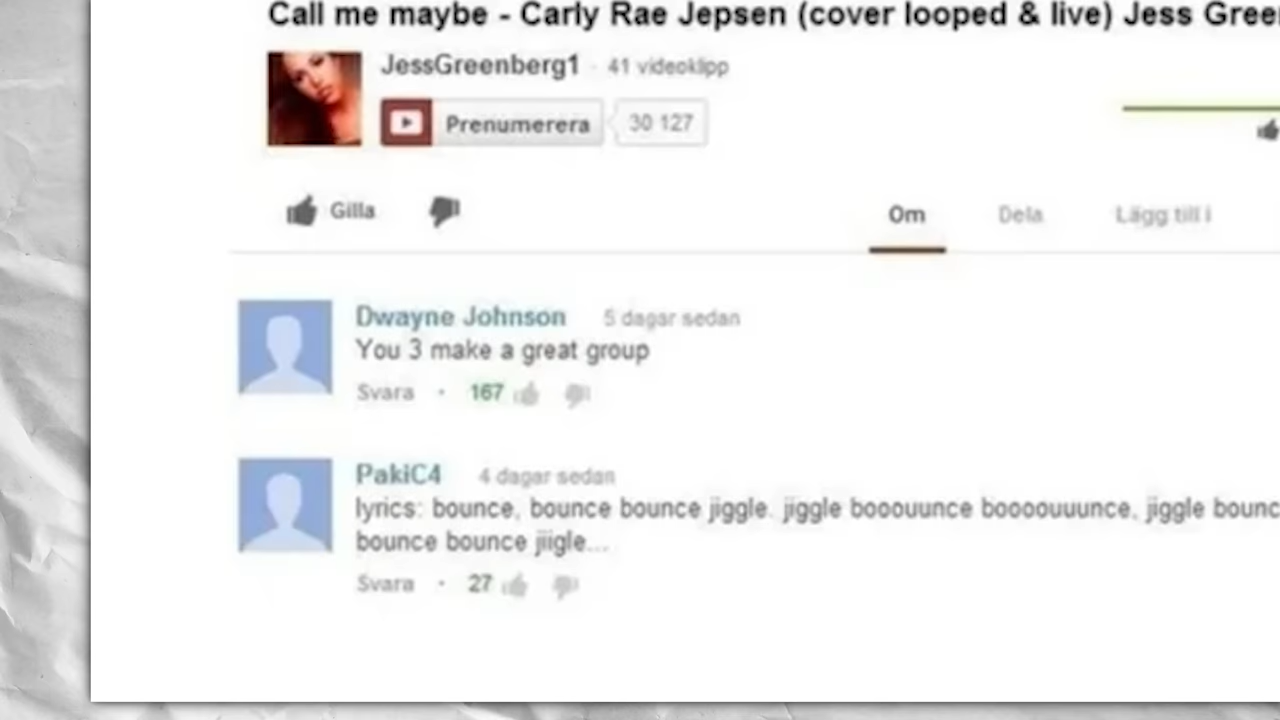 Call me maybe - Carly Rae Jepsen (cover looped & live) Jess Gree
JessGreenberg1 · 41 videoklipp
Prenumerera 30 127
Gilla
Om Dela Lägg till i
Dwayne Johnson 5 dagar sedan
You 3 make a great group
Svara · 167
PakiC4 4 dagar sedan
lyrics: bounce, bounce bounce jiggle. jiggle booouunce boooouuunce, jiggle bounc
bounce bounce jiigle...
Svara · 27